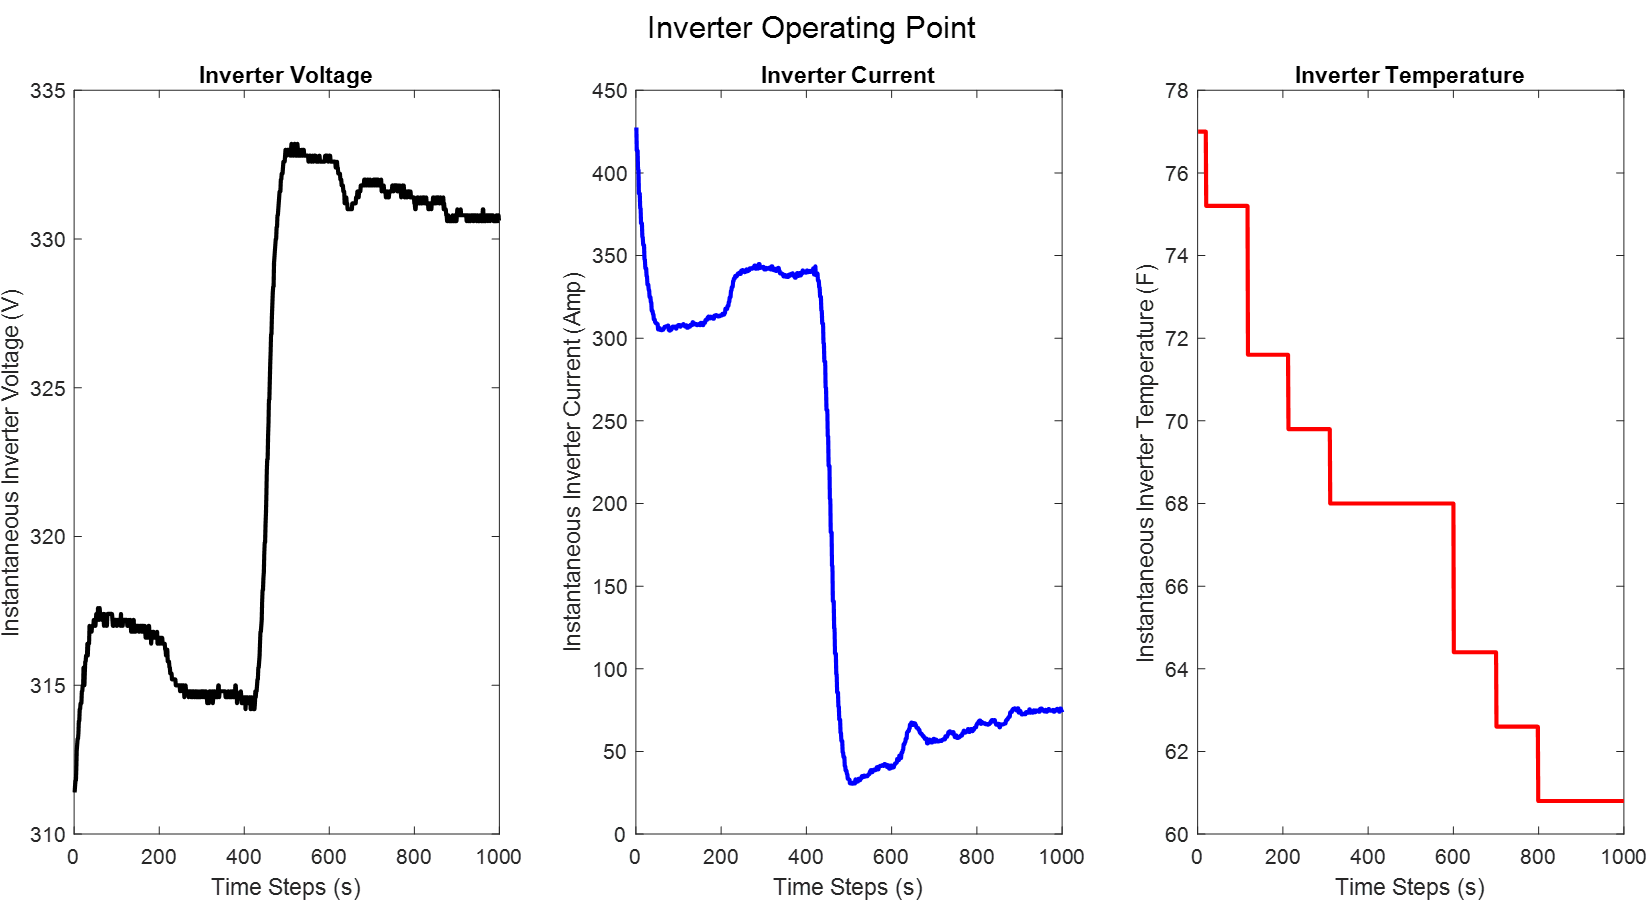 Inverter Operating Point
Inverter Voltage
335
330
325
320
315
310
0 200 400 600 800 1000
Time Steps (s)
Instantaneous Inverter Voltage (V)
Inverter Current
450
400
350
300
250
200
150
100
50
0
0 200 400 600 800 1000
Time Steps (s)
Instantaneous Inverter Current (Amp)
Inverter Temperature
78
76
74
72
70
68
66
64
62
60
0 200 400 600 800 1000
Time Steps (s)
Instantaneous Inverter Temperature (F)